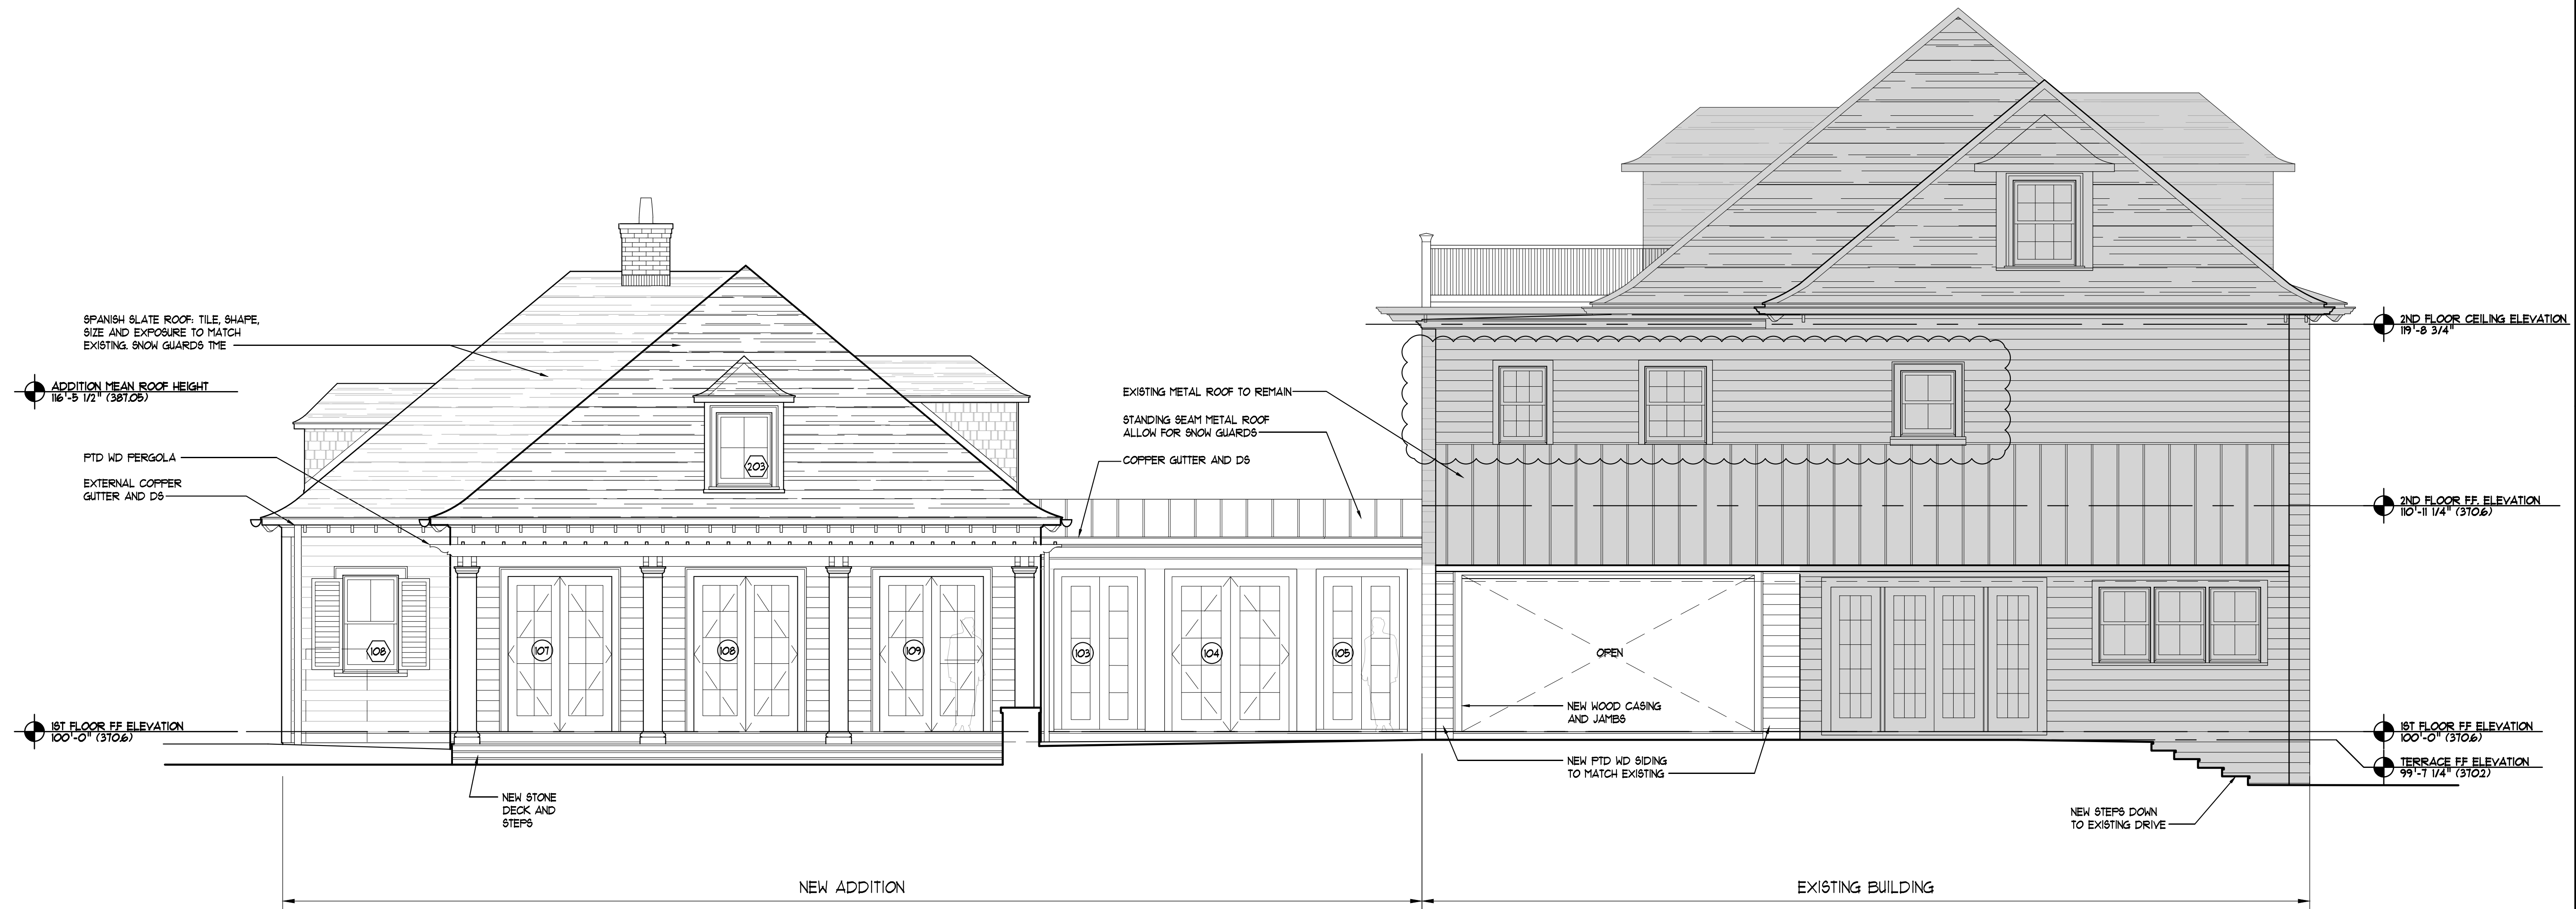 SPANISH SLATE ROOF: TILE, SHAPE,
SIZE AND EXPOSURE TO MATCH
EXISTING. SNOW GUARDS TME
ADDITION MEAN ROOF HEIGHT
116'-5 1/2" (387.05)
PTD WD PERGOLA
EXTERNAL COPPER
GUTTER AND DS
1ST FLOOR F.F ELEVATION
100'-0" (370.6)
203
108
107
108
109
103
104
105
NEW STONE
DECK AND
STEPS
EXISTING METAL ROOF TO REMAIN
STANDING SEAM METAL ROOF
ALLOW FOR SNOW GUARDS
COPPER GUTTER AND DS
OPEN
NEW WOOD CASING
AND JAMBS
NEW PTD WD SIDING
TO MATCH EXISTING
2ND FLOOR CEILING ELEVATION
119'-8 3/4"
2ND FLOOR F.F. ELEVATION
110'-11 1/4" (370.6)
1ST FLOOR F.F ELEVATION
100'-0" (370.6)
TERRACE F.F ELEVATION
99'-7 1/4" (370.2)
NEW STEPS DOWN
TO EXISTING DRIVE
NEW ADDITION
EXISTING BUILDING